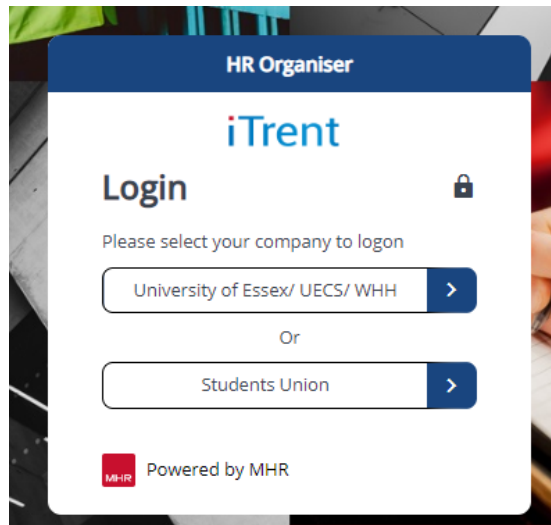 HR Organiser
iTrent
Login
Please select your company to logon
University of Essex/ UECS/ WHH
Or
Students Union
MHR Powered by MHR